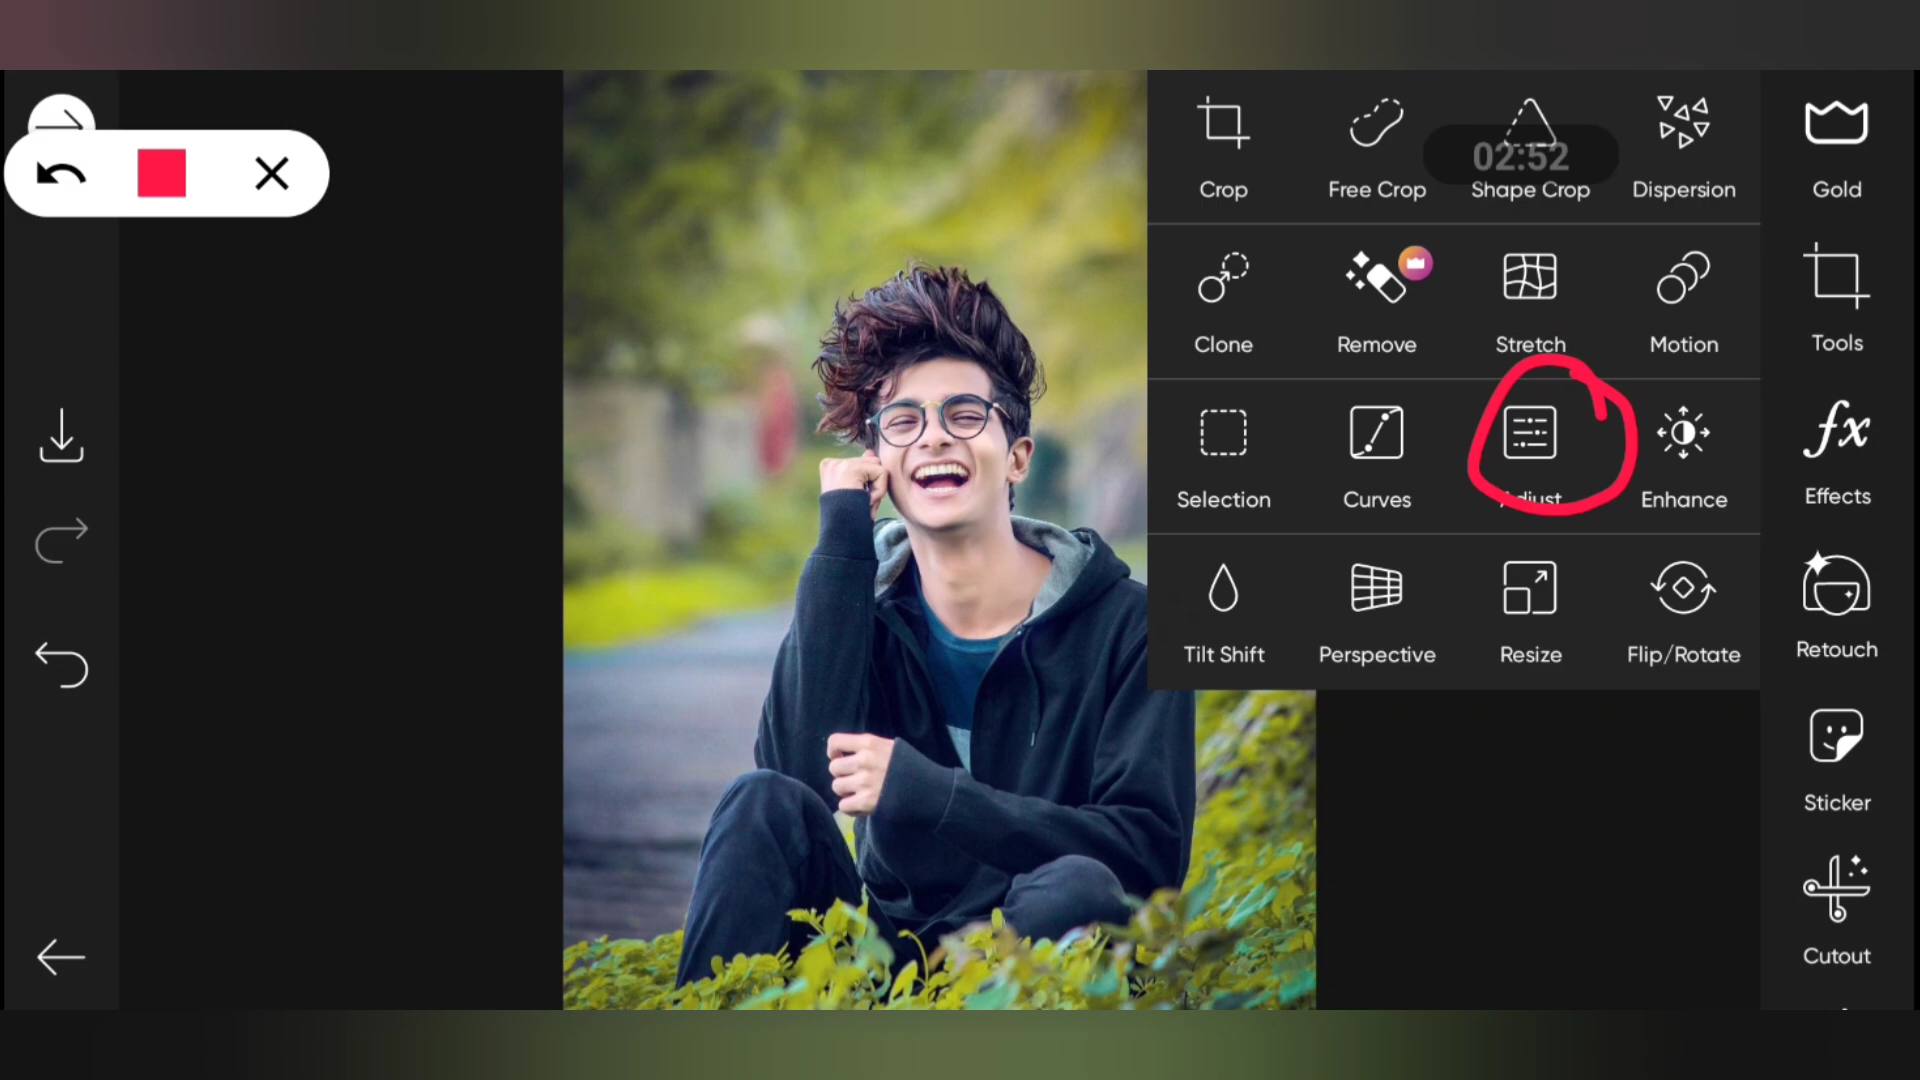 02:52
Crop Free Crop Shape Crop Dispersion Gold
Clone Remove Stretch Motion Tools
Selection Curves Adjust Enhance Effects
Tilt Shift Perspective Resize Flip/Rotate Retouch
Sticker
Cutout